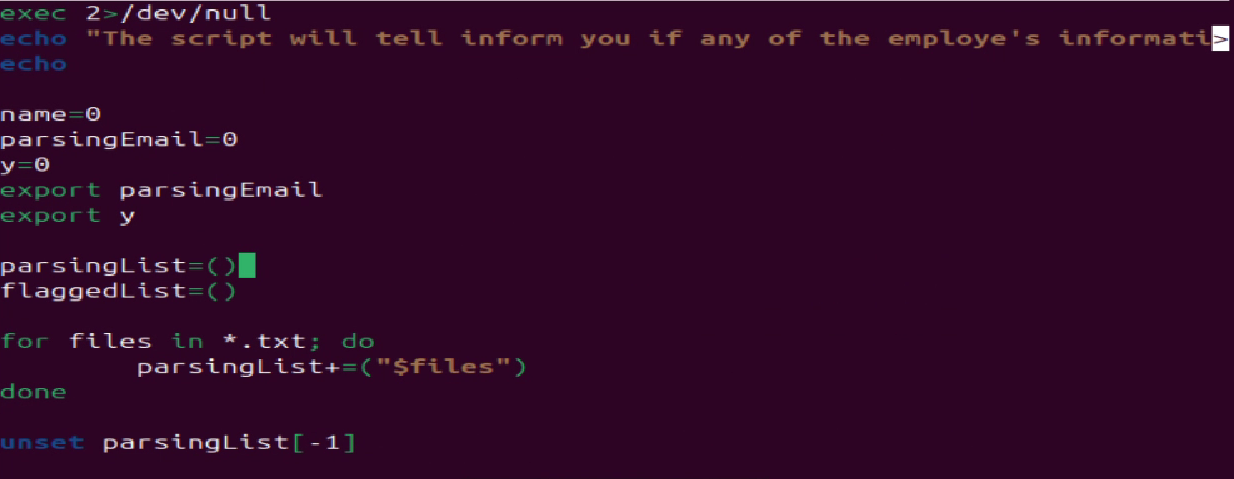 exec 2>/dev/null
echo "The script will tell inform you if any of the employe's informati>
echo
name=0
parsingEmail=0
y=0
export parsingEmail
export y
parsingList=()
flaggedList=()
for files in *.txt; do
parsingList+=("$files")
done
unset parsingList[-1]